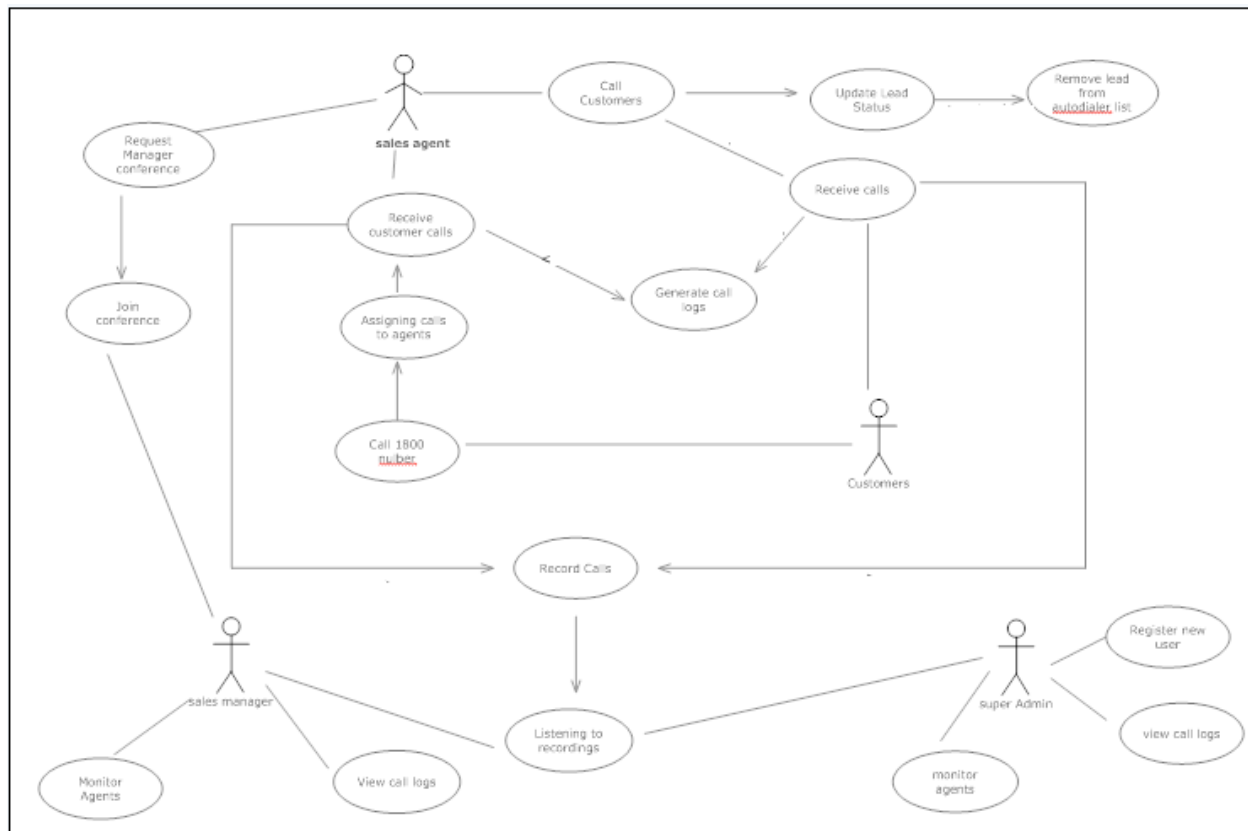 Call
Customers
Update Lead
Status
Remove lead
from
autodialer list
sales agent
Request
Manager
conference
Receive calls
Receive
customer calls
Generate call
logs
Join
conference
Assigning calls
to agents
Call 1800
nulber
Customers
Record Calls
Register new
user
sales manager
super Admin
Listening to
recordings
view call logs
Monitor
Agents
View call logs
monitor
agents